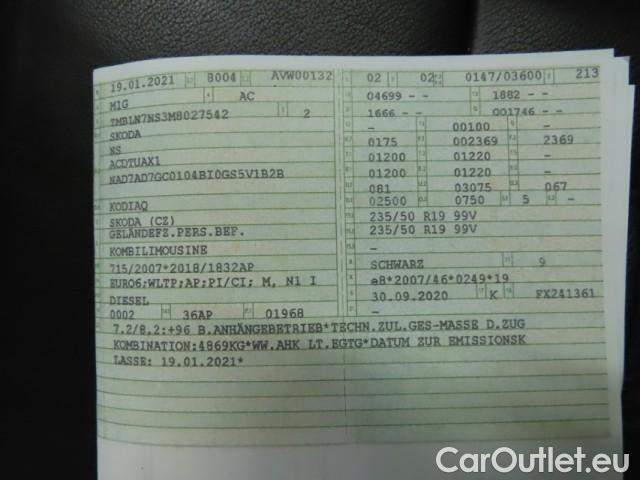 19.01.2021 8004 AVW00132
M1G AC
TMBLN7NS3M8027542 2
SKODA
NS
ACDTUAX1
NAD7AD7GC0104BI0GS5V1B2B
KODIAQ
SKODA (CZ)
GELÄNDEFZ.PERS.BEF.
KOMBILIMOUSINE
715/2007*2018/1832AP
EURO6;WLTP;AP;PI/CI; M, N1 I
DIESEL
0002 36AP 01968
02 02 0147/03600 213
04699 - - 1882 - -
1666 - - 001746 - -
- 00100 -
0175 002369 2369
01200 01220 -
01200 01220 -
081 03075 067
02500 0750 5 -
235/50 R19 99V
235/50 R19 99V
-
SCHWARZ 9
e8*2007/46*0249*19
30.09.2020 K FX241361
7.2/8,2:+96 B.ANHÄNGEBETRIEB*TECHN.ZUL.GES-MASSE D.ZUG
KOMBINATION:4869KG*WW.AHK LT.EGTG*DATUM ZUR EMISSIONSK
LASSE: 19.01.2021*
CarOutlet.eu